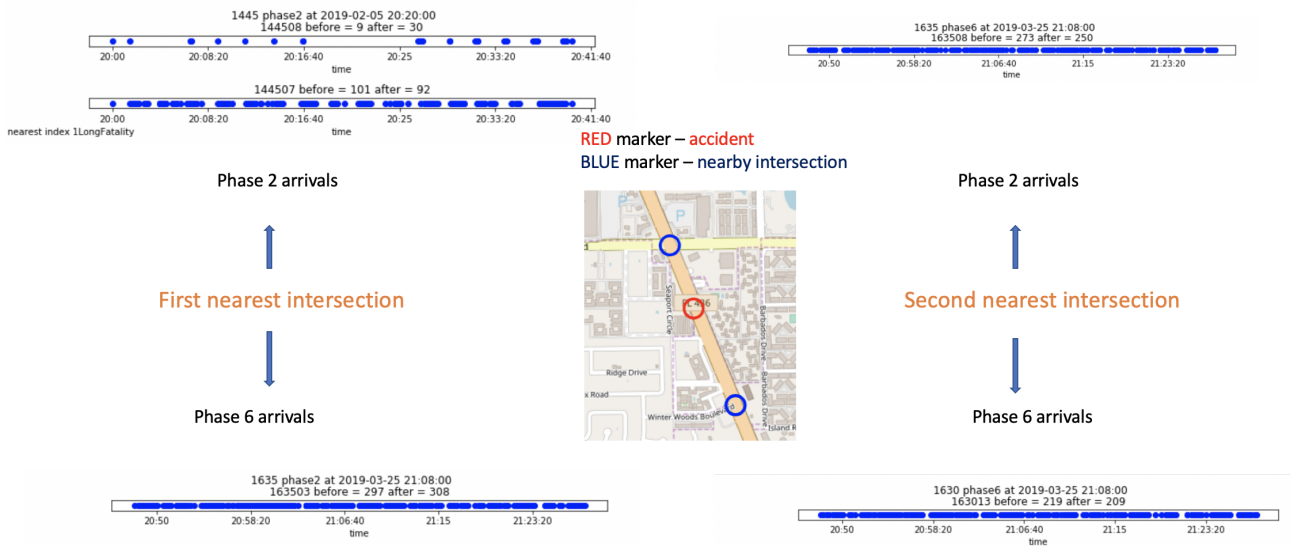 1445 phase2 at 2019-02-05 20:20:00
144508 before = 9 after = 30
20:00 20:08:20 20:16:40 20:25 20:33:20 20:41:40
time
144507 before = 101 after = 92
20:00 20:08:20 20:16:40 20:25 20:33:20 20:41:40
time
nearest index 1LongFatality
1635 phase6 at 2019-03-25 21:08:00
163508 before = 273 after = 250
20:50 20:58:20 21:06:40 21:15 21:23:20
time
RED marker – accident
BLUE marker – nearby intersection
Phase 2 arrivals
First nearest intersection
Phase 6 arrivals
P
P
d
Seaport Circle
Barbados Drive
Ridge Drive
x Road
Barbados Drive
Winter Woods Boulevard
Island R
Phase 2 arrivals
Second nearest intersection
Phase 6 arrivals
1635 phase2 at 2019-03-25 21:08:00
163503 before = 297 after = 308
20:50 20:58:20 21:06:40 21:15 21:23:20
time
1630 phase6 at 2019-03-25 21:08:00
163013 before = 219 after = 209
20:50 20:58:20 21:06:40 21:15 21:23:20
time